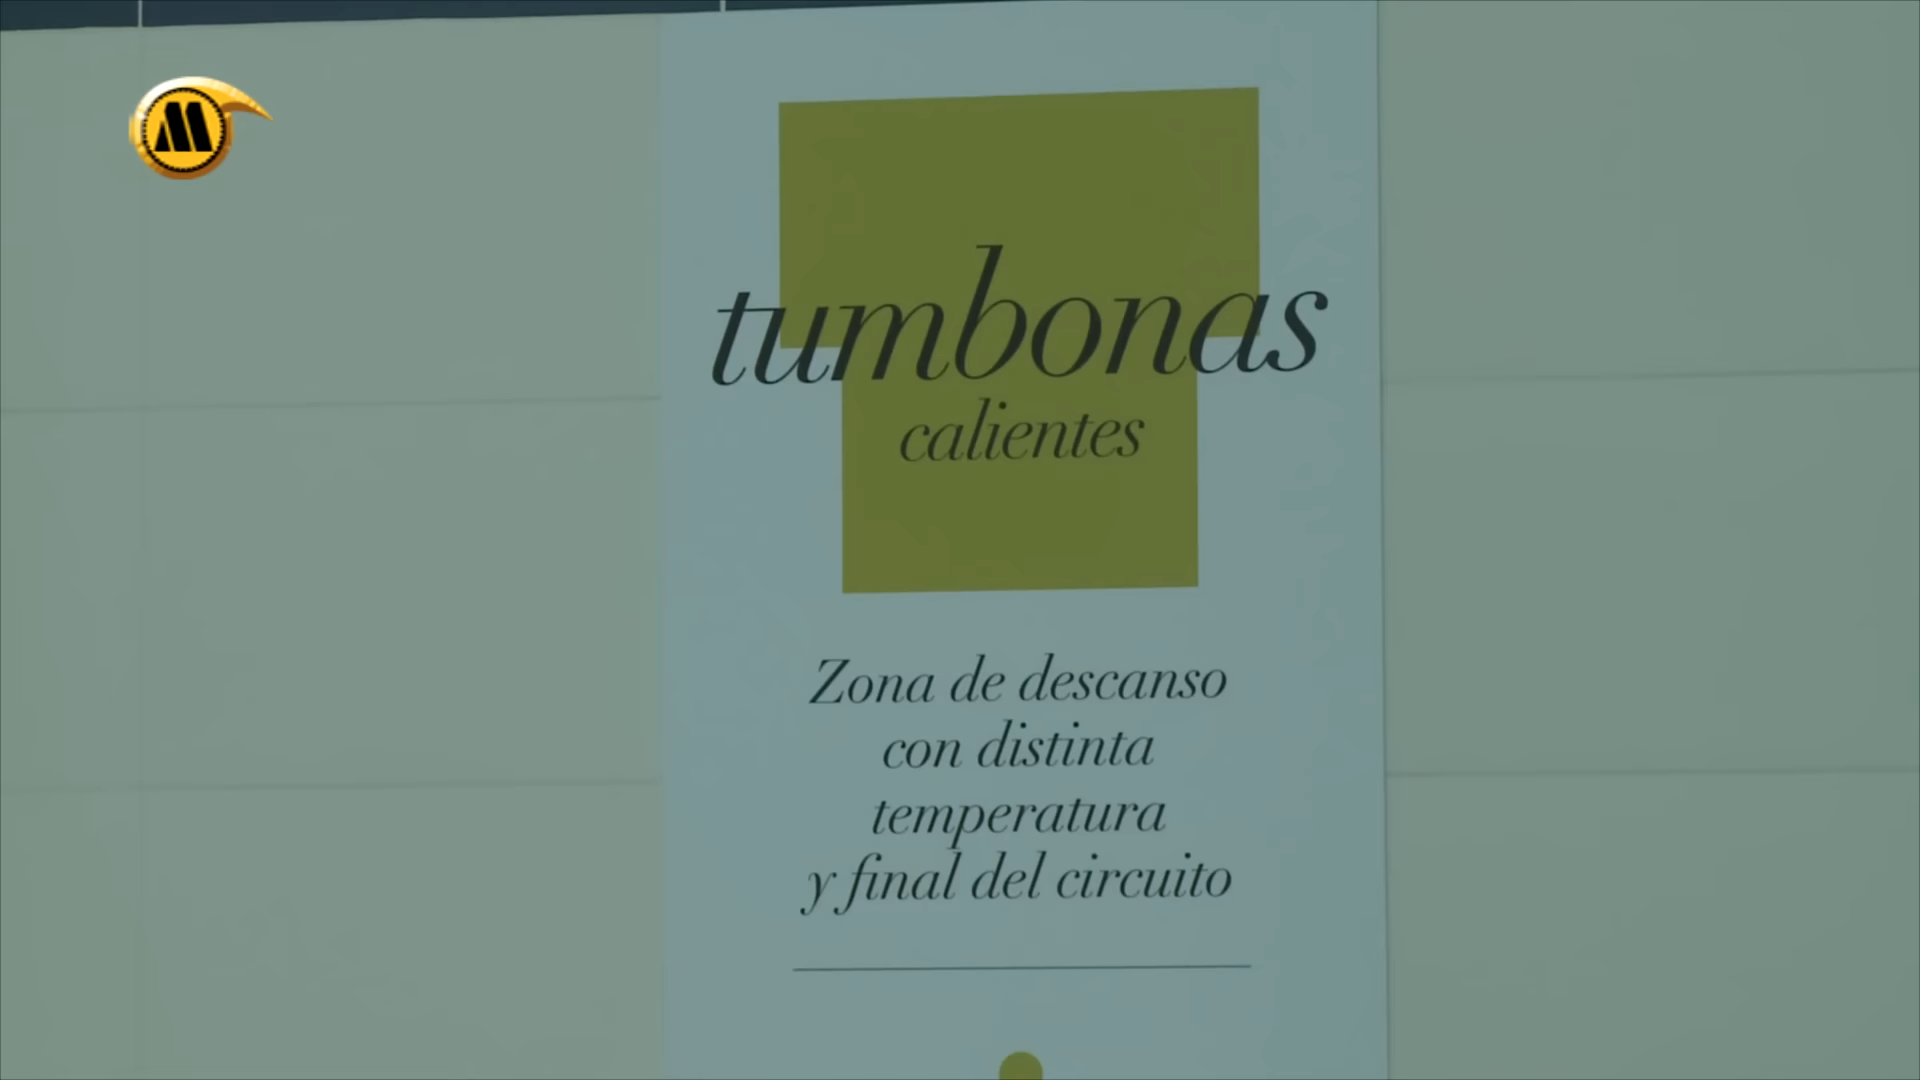 M
tumbonas
calientes
Zona de descanso
con distinta
temperatura
y final del circuito